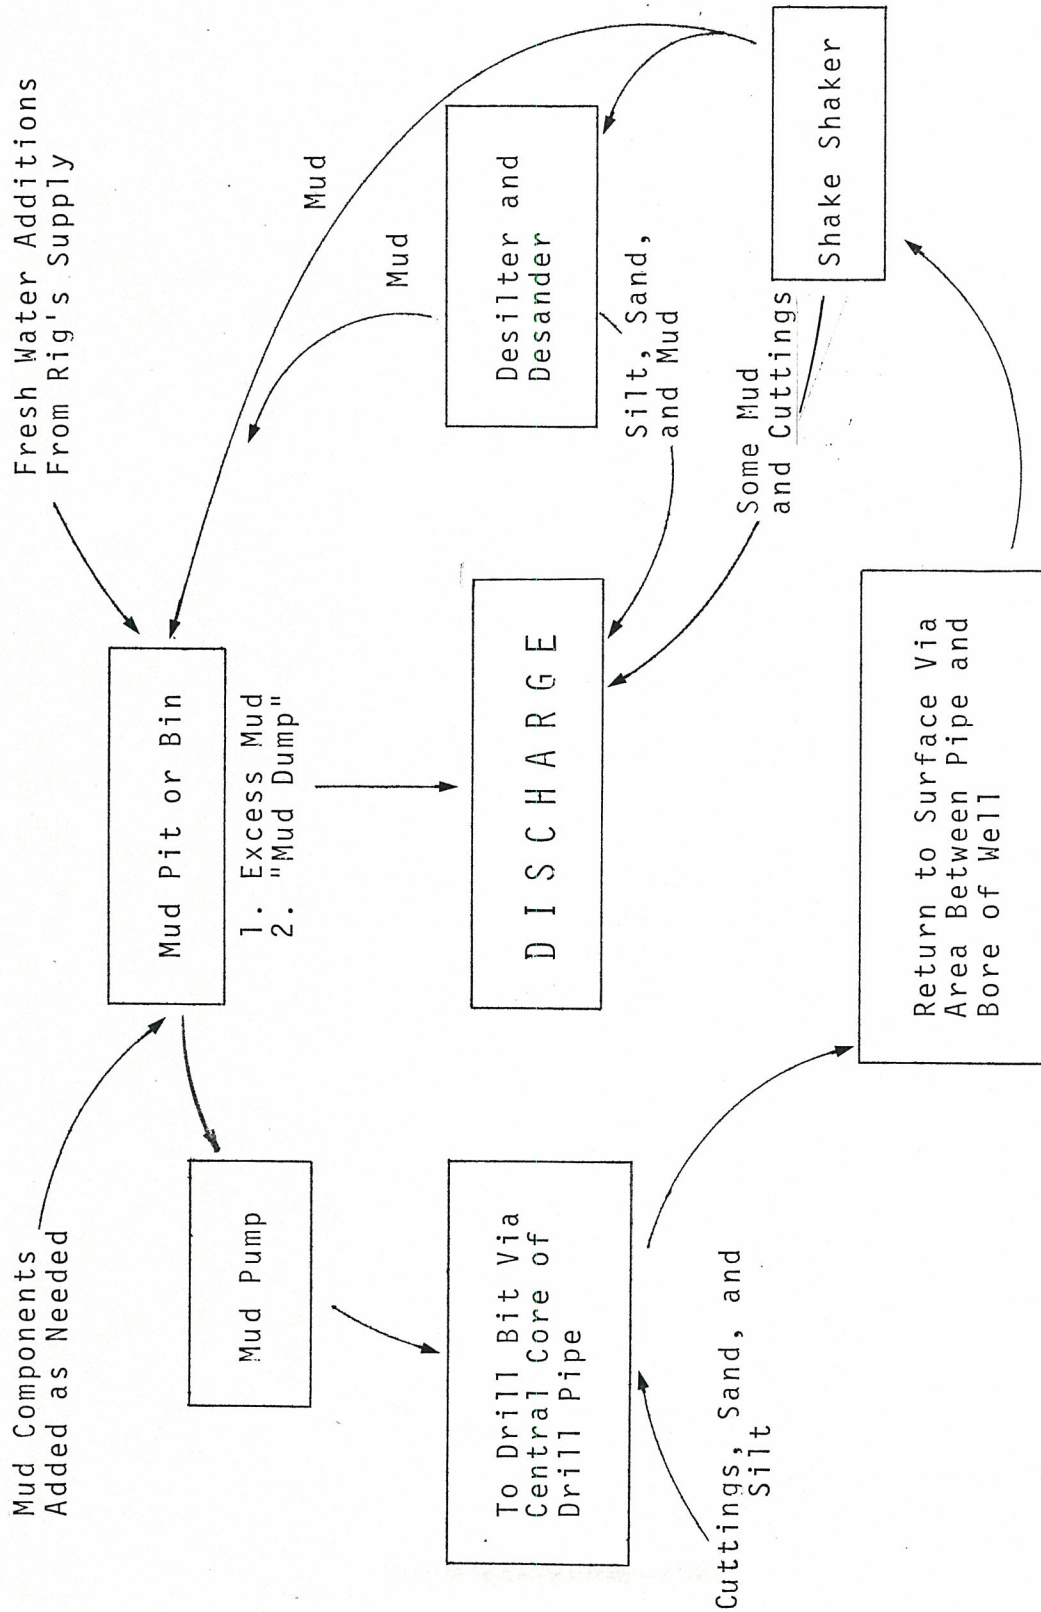 Mud Components
Added as Needed
Fresh Water Additions
From Rig's Supply
Mud Pit or Bin
1. Excess Mud
2. "Mud Dump"
Mud Pump
Mud
Mud
To Drill Bit Via
Central Core of
Drill Pipe
DISCHARGE
Desilter and
Desander
Silt, Sand,
and Mud
Some Mud
and Cuttings
Shake Shaker
Cuttings, Sand, and
Silt
Return to Surface Via
Area Between Pipe and
Bore of Well